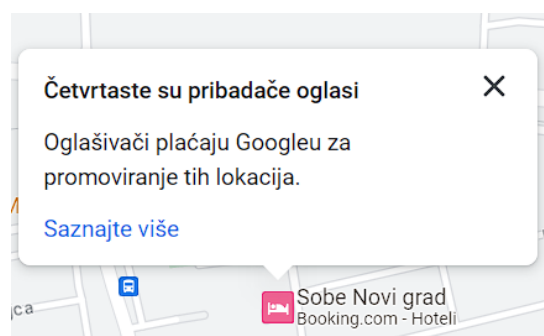 Četvrtaste su pribadače oglasi
Oglašivači plaćaju Googleu za
promoviranje tih lokacija.
Saznajte više
Sobe Novi grad
Booking.com - Hoteli